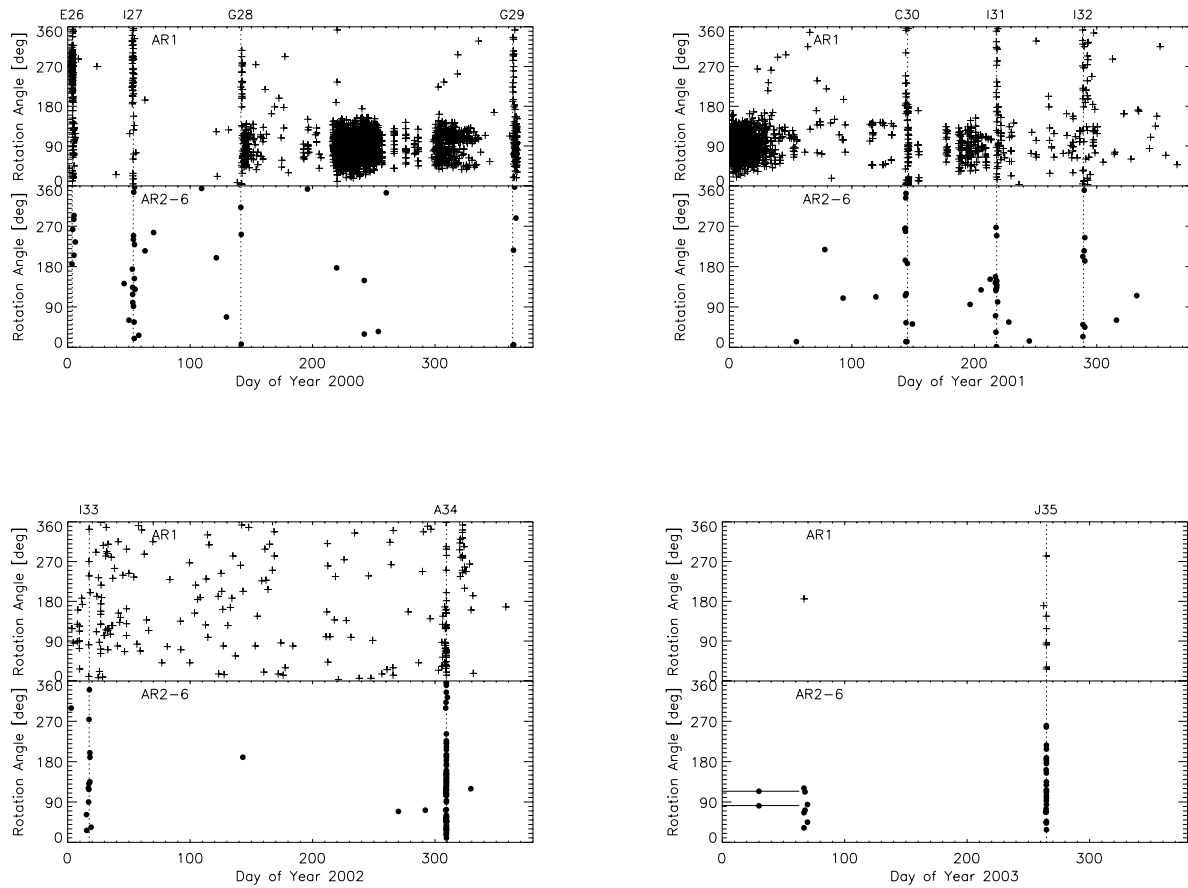 E26 I27 G28 G29
AR1
Rotation Angle [deg]
360
270
180
90
0
AR2-6
Rotation Angle [deg]
360
270
180
90
0
0 100 200 300
Day of Year 2000
C30 I31 I32
AR1
Rotation Angle [deg]
360
270
180
90
0
AR2-6
Rotation Angle [deg]
360
270
180
90
0
0 100 200 300
Day of Year 2001
I33 A34
AR1
Rotation Angle [deg]
360
270
180
90
0
AR2-6
Rotation Angle [deg]
360
270
180
90
0
0 100 200 300
Day of Year 2002
J35
AR1
Rotation Angle [deg]
360
270
180
90
0
AR2-6
Rotation Angle [deg]
360
270
180
90
0
0 100 200 300
Day of Year 2003